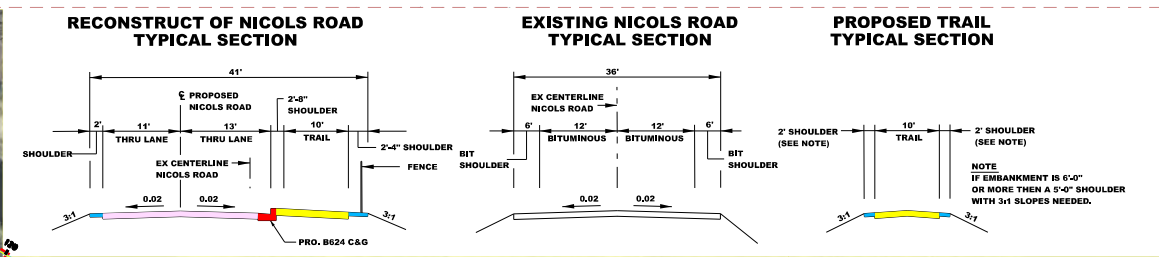 RECONSTRUCT OF NICOLS ROAD
TYPICAL SECTION
41'
℄ PROPOSED
NICOLS ROAD
2'-8"
SHOULDER
2'
11'
13'
10'
THRU LANE
THRU LANE
TRAIL
SHOULDER
2'-4" SHOULDER
EX CENTERLINE
NICOLS ROAD
FENCE
0.02
0.02
3:1
3:1
PRO. B624 C&G
EXISTING NICOLS ROAD
TYPICAL SECTION
36'
EX CENTERLINE
NICOLS ROAD
6'
12'
12'
6'
BITUMINOUS
BITUMINOUS
BIT
SHOULDER
BIT
SHOULDER
0.02
0.02
PROPOSED TRAIL
TYPICAL SECTION
2' SHOULDER
(SEE NOTE)
10'
TRAIL
2' SHOULDER
(SEE NOTE)
NOTE
IF EMBANKMENT IS 6'-0"
OR MORE THEN A 5'-0" SHOULDER
WITH 3:1 SLOPES NEEDED.
3:1
3:1